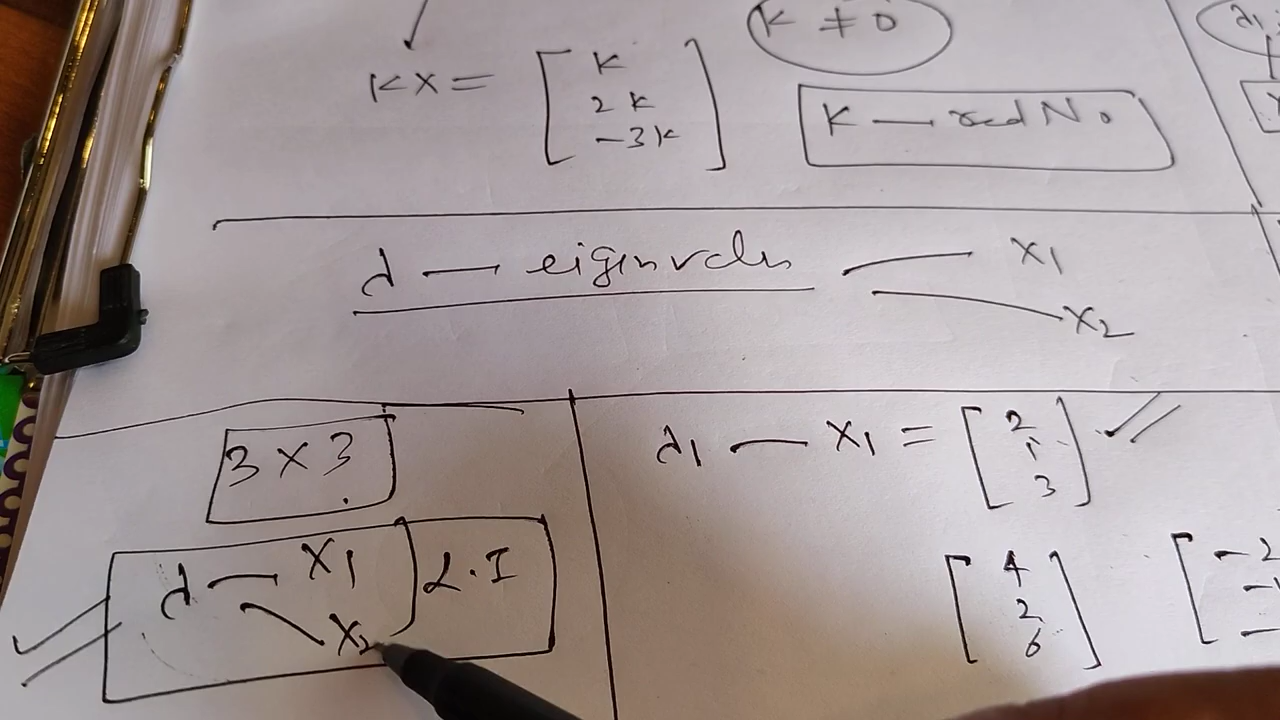 K ≠ 0
KX = [K 2K -3K]
K — real No
λ — eigenvalue X1
X2
3 X 3
λ1 — X1 = [2 1 3]
λ — X1 L.I
X2
[4 2 6]